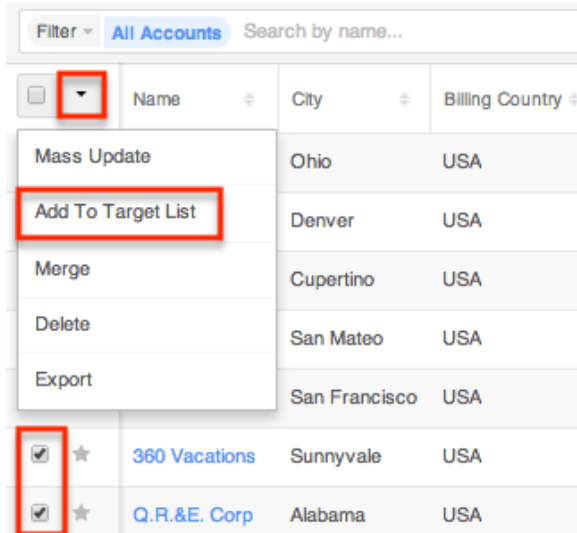 Filter All Accounts Search by name...
Name City Billing Country
Mass Update Ohio USA
Add To Target List Denver USA
Merge Cupertino USA
Delete San Mateo USA
Export San Francisco USA
360 Vacations Sunnyvale USA
Q.R.&E. Corp Alabama USA